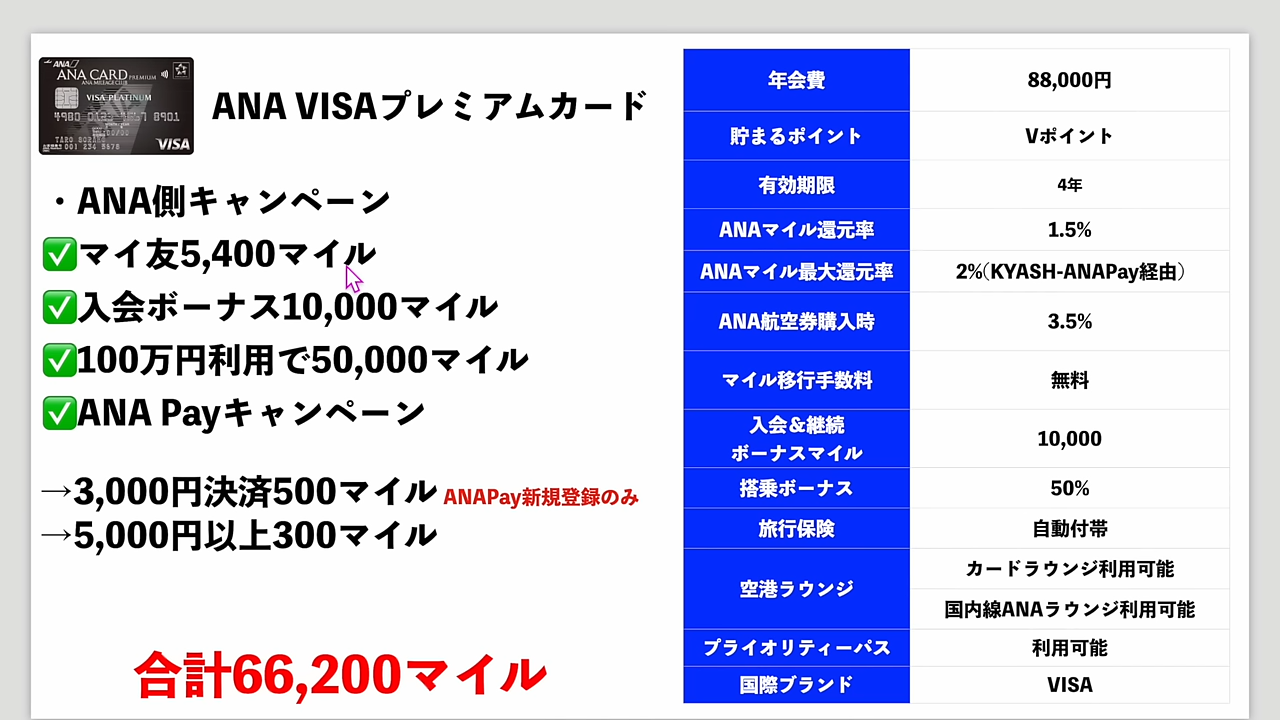 ANA
ANA CARD PREMIUM
ANA MILEAGE CLUB
VISA PLATINUM
VISA
ANA VISAプレミアムカード
・ANA側キャンペーン
✅マイ友5,400マイル
✅入会ボーナス10,000マイル
✅100万円利用で50,000マイル
✅ANA Payキャンペーン
→3,000円決済500マイル ANAPay新規登録のみ
→5,000円以上300マイル
合計66,200マイル
年会費 88,000円
貯まるポイント Vポイント
有効期限 4年
ANAマイル還元率 1.5%
ANAマイル最大還元率 2%（KYASH-ANAPay経由）
ANA航空券購入時 3.5%
マイル移行手数料 無料
入会＆継続
ボーナスマイル 10,000
搭乗ボーナス 50%
旅行保険 自動付帯
空港ラウンジ カードラウンジ利用可能
国内線ANAラウンジ利用可能
プライオリティーパス 利用可能
国際ブランド VISA